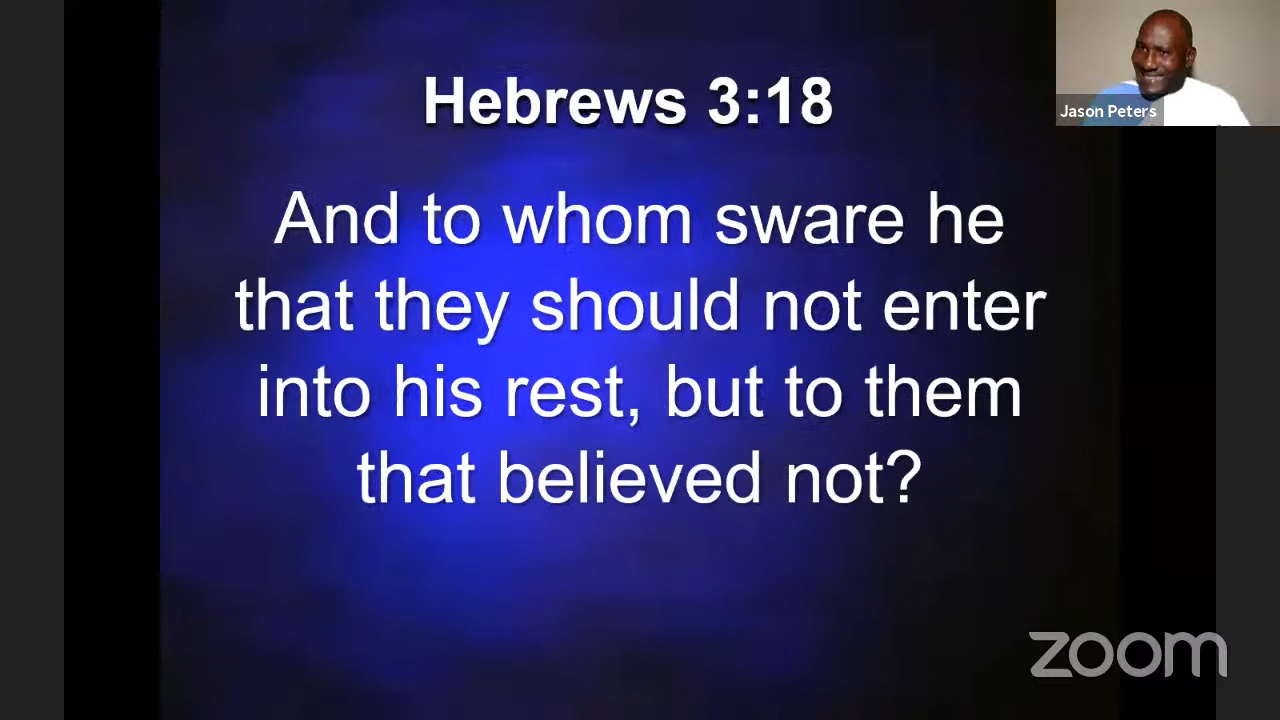 Hebrews 3:18
Jason Peters
And to whom sware he
that they should not enter
into his rest, but to them
that believed not?
zoom